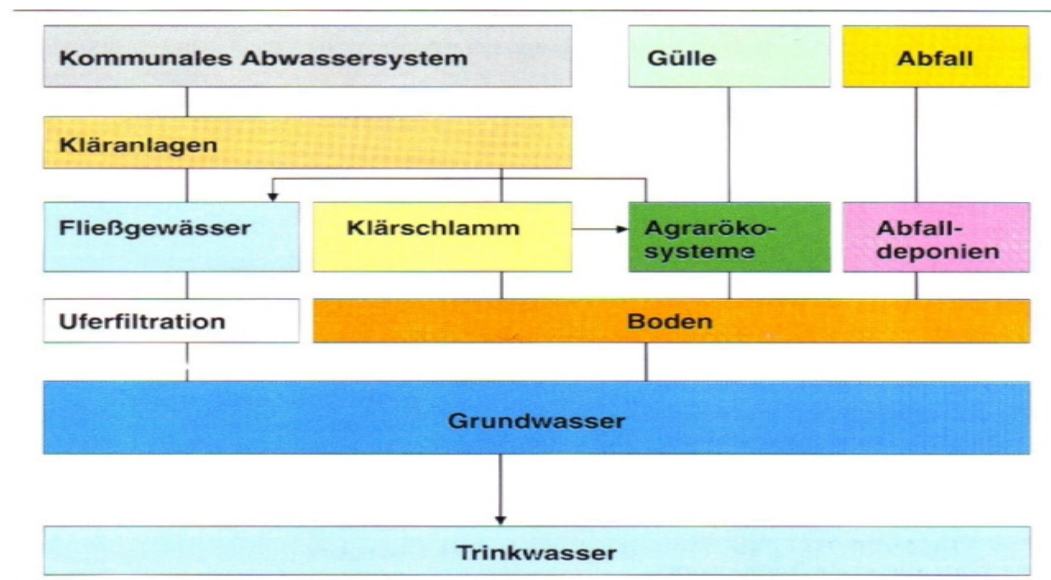 Kommunales Abwassersystem
Gülle
Abfall
Kläranlagen
Fließgewässer
Klärschlamm
Agraröko-
systeme
Abfall-
deponien
Uferfiltration
Boden
Grundwasser
Trinkwasser